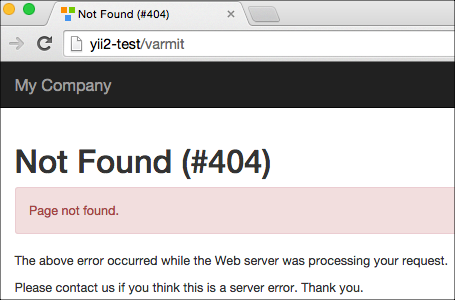 Not Found (#404)
yii2-test/varmit
My Company
Not Found (#404)
Page not found.
The above error occurred while the Web server was processing your request.
Please contact us if you think this is a server error. Thank you.